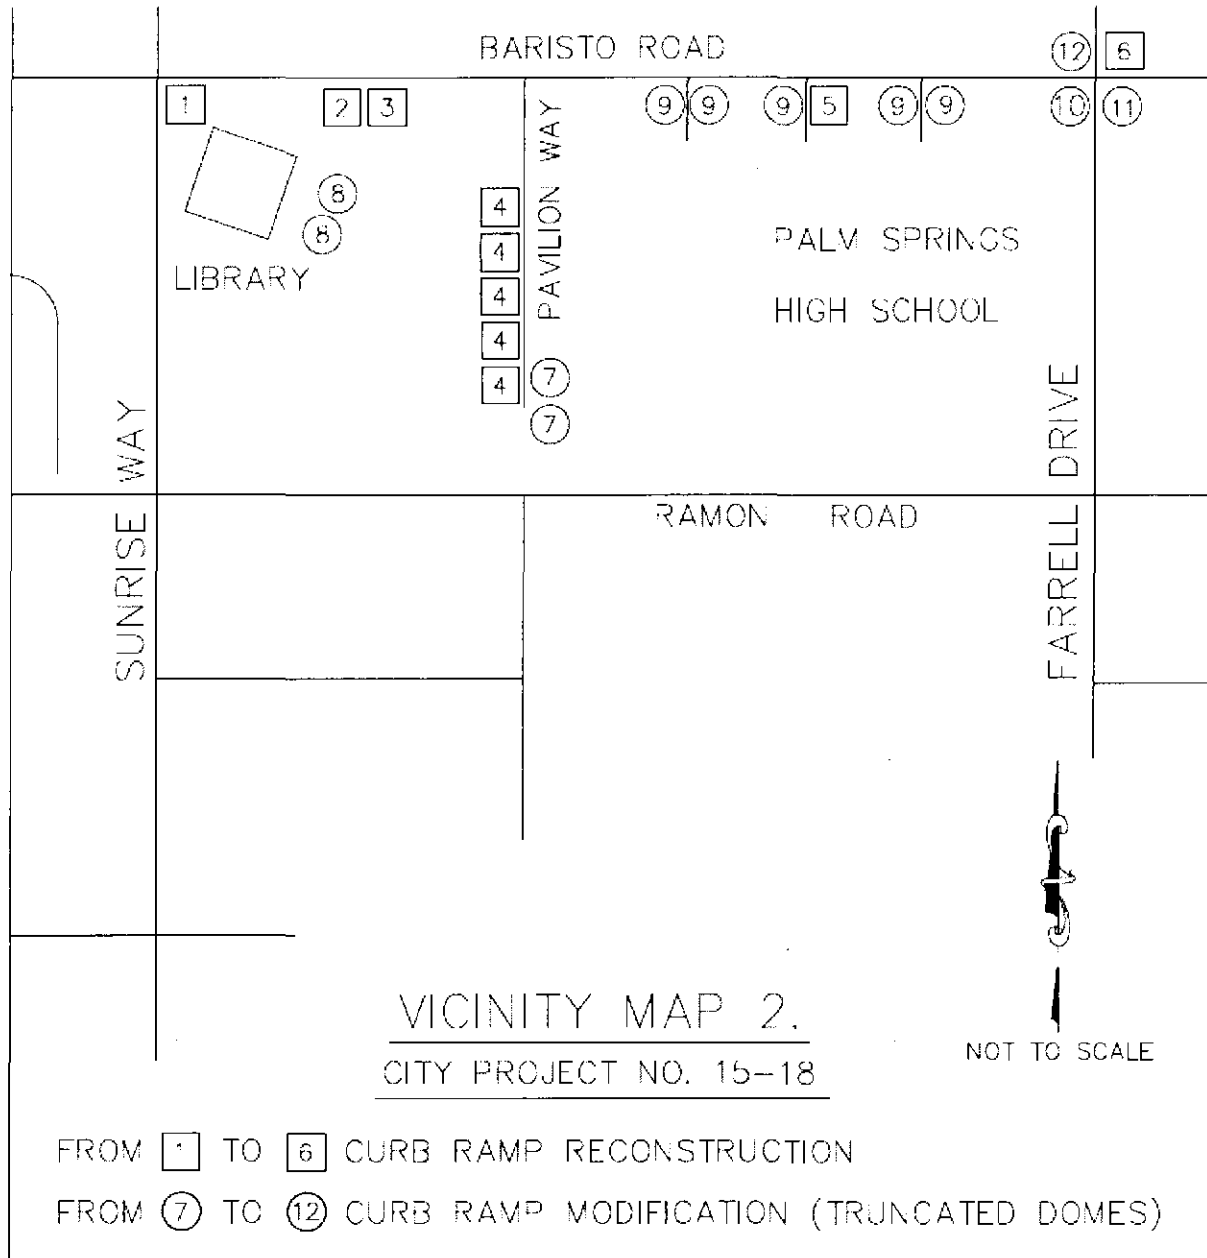 BARISTO ROAD
12 6
1 2 3 9 9 9 5 9 9 10 11
PAVILION WAY
8
8
4
4
4
4
4
7
7
LIBRARY
PALM SPRINGS
HIGH SCHOOL
SUNRISE WAY
FARRELL DRIVE
RAMON ROAD
VICINITY MAP 2.
CITY PROJECT NO. 15-18
NOT TO SCALE
FROM 1 TO 6 CURB RAMP RECONSTRUCTION
FROM 7 TO 12 CURB RAMP MODIFICATION (TRUNCATED DOMES)